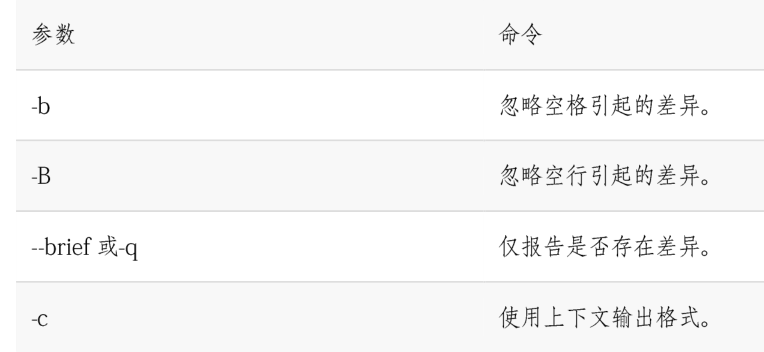 参数 命令
-b 忽略空格引起的差异。
-B 忽略空行引起的差异。
--brief 或-q 仅报告是否存在差异。
-c 使用上下文输出格式。